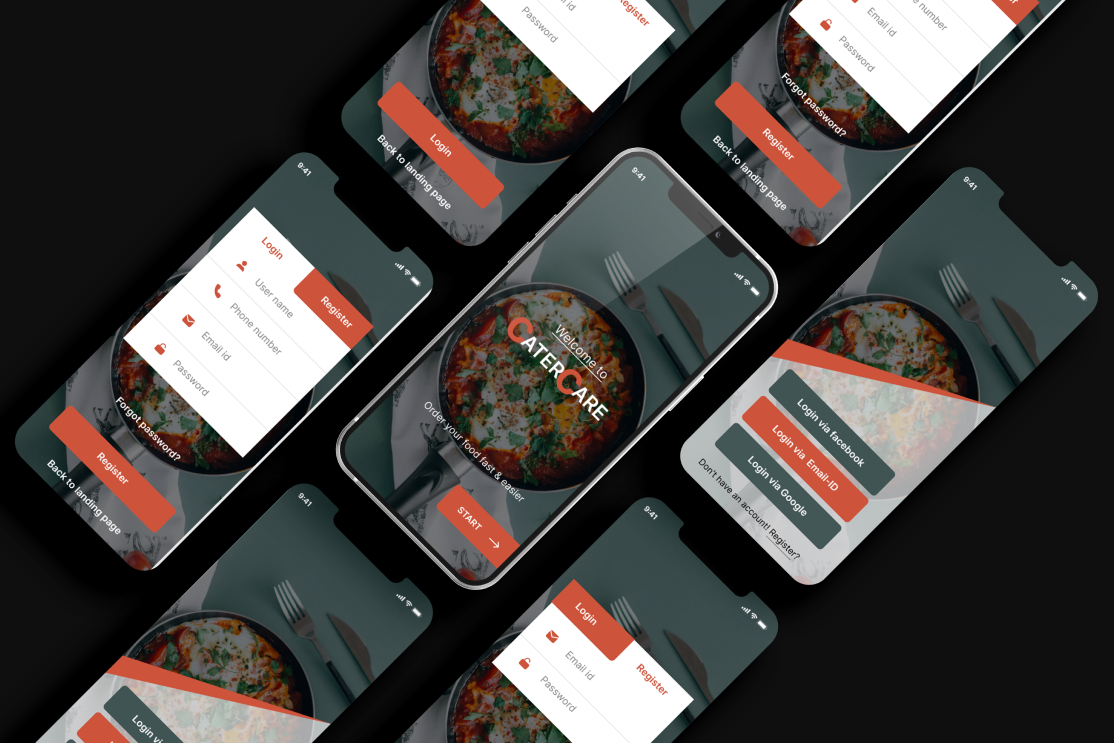 Email id
Password
Register
Login
Back to landing page
Phone number
Email id
Password
Forgot password?
Register
Back to landing page
9:41
Login
Register
User name
Phone number
Email id
Password
Forgot password?
Register
Back to landing page
9:41
Welcome to
CATERCARE
Order your food fast & easier
START
9:41
Login via facebook
Login via Email-ID
Login via Google
Don't have an account! Register?
9:41
9:41
Login
Register
Email id
Password